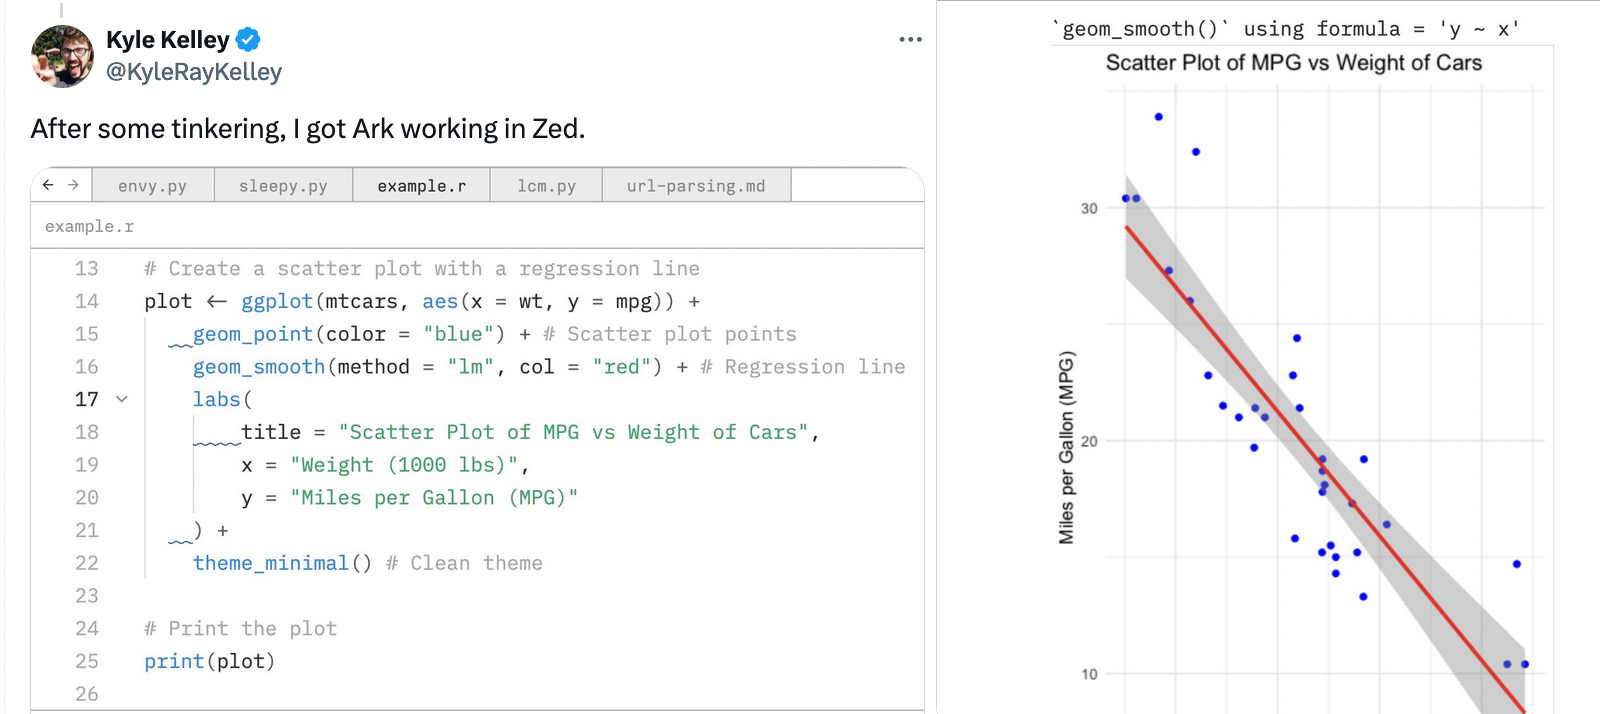 Kyle Kelley
@KyleRayKelley
After some tinkering, I got Ark working in Zed.
← → envy.py sleepy.py example.r lcm.py url-parsing.md
example.r
13 # Create a scatter plot with a regression line
14 plot ← ggplot(mtcars, aes(x = wt, y = mpg)) +
15 geom_point(color = "blue") + # Scatter plot points
16 geom_smooth(method = "lm", col = "red") + # Regression line
17 labs(
18 title = "Scatter Plot of MPG vs Weight of Cars",
19 x = "Weight (1000 lbs)",
20 y = "Miles per Gallon (MPG)"
21 ) +
22 theme_minimal() # Clean theme
23
24 # Print the plot
25 print(plot)
26
`geom_smooth()` using formula = 'y ~ x'
Scatter Plot of MPG vs Weight of Cars
Miles per Gallon (MPG)
30
20
10